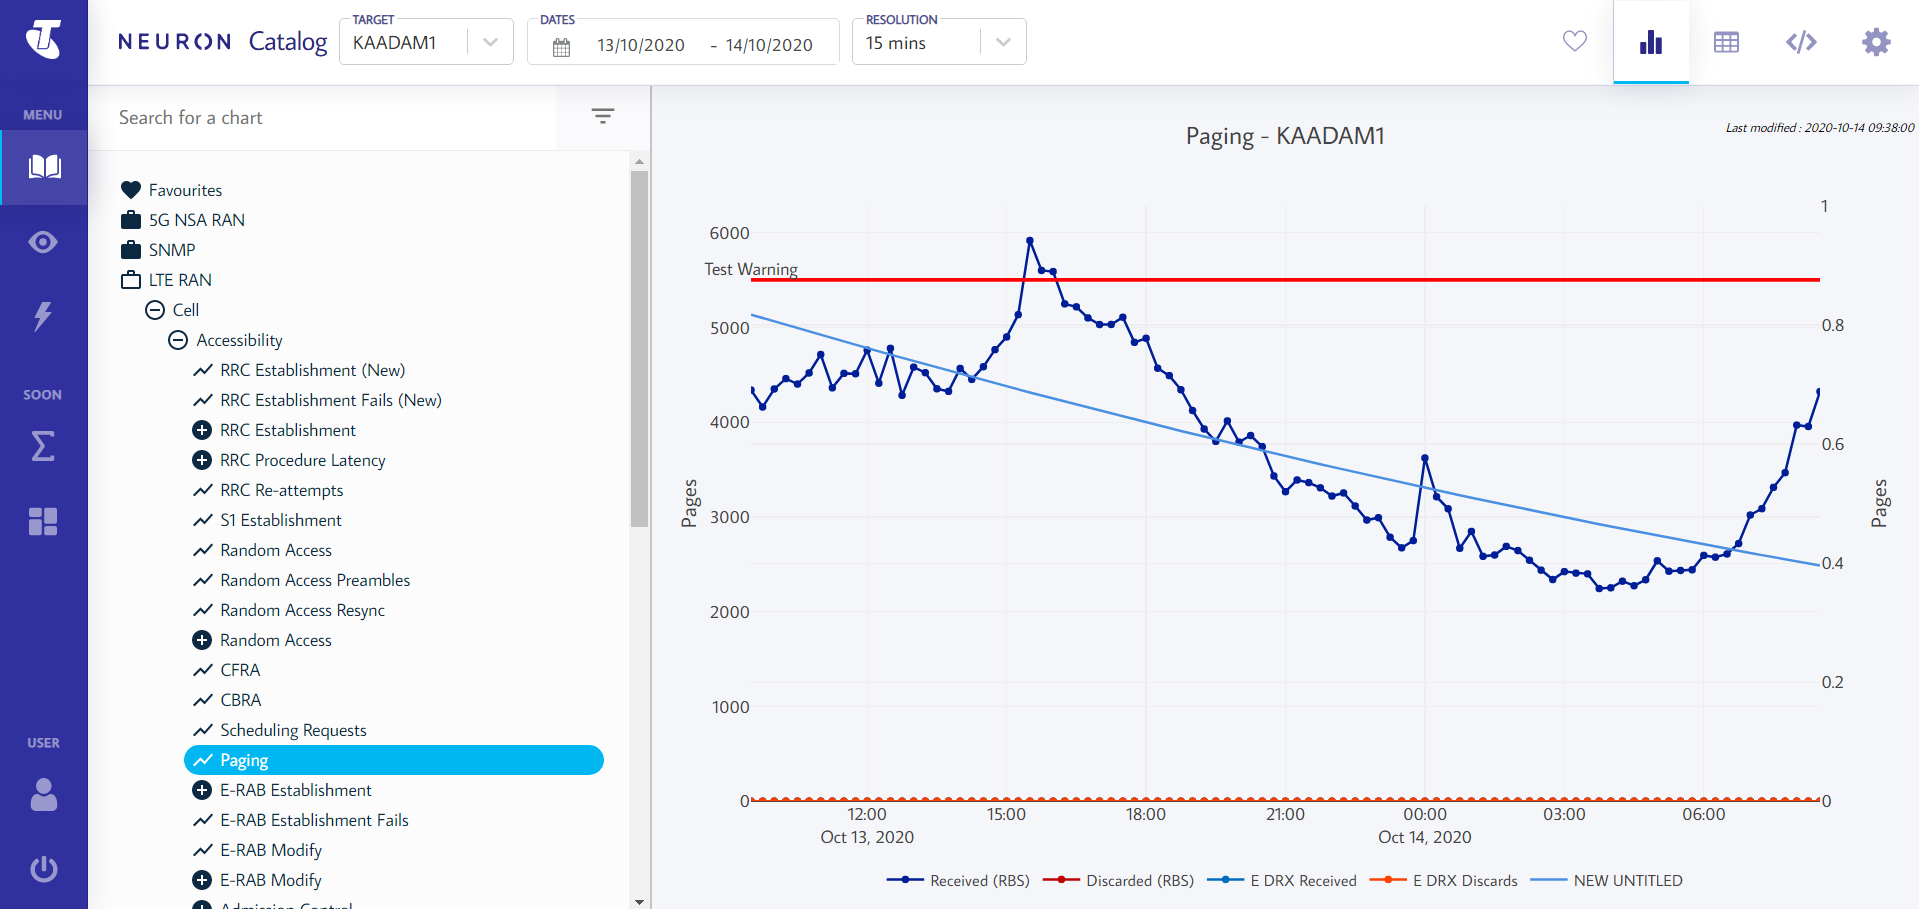 NEURON Catalog
TARGET
KAADAM1
DATES
13/10/2020 - 14/10/2020
RESOLUTION
15 mins
MENU
SOON
USER
Search for a chart
Favourites
5G NSA RAN
SNMP
LTE RAN
Cell
Accessibility
RRC Establishment (New)
RRC Establishment Fails (New)
RRC Establishment
RRC Procedure Latency
RRC Re-attempts
S1 Establishment
Random Access
Random Access Preambles
Random Access Resync
Random Access
CFRA
CBRA
Scheduling Requests
Paging
E-RAB Establishment
E-RAB Establishment Fails
E-RAB Modify
E-RAB Modify
Admission Control
Paging - KAADAM1
Last modified : 2020-10-14 09:38:00
6000
Test Warning
5000
4000
3000
2000
1000
0
Pages
1
0.8
0.6
0.4
0.2
0
Pages
12:00 15:00 18:00 21:00 00:00 03:00 06:00
Oct 13, 2020 Oct 14, 2020
Received (RBS) Discarded (RBS) E DRX Received E DRX Discards NEW UNTITLED